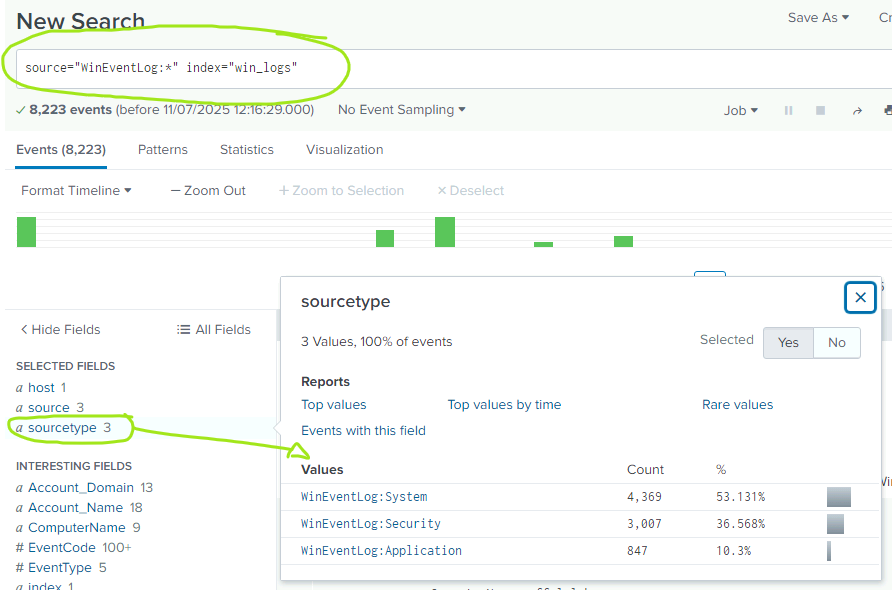 New Search
Save As
source="WinEventLog:*" index="win_logs"
8,223 events (before 11/07/2025 12:16:29.000) No Event Sampling
Job
Events (8,223) Patterns Statistics Visualization
Format Timeline — Zoom Out + Zoom to Selection × Deselect
< Hide Fields All Fields
SELECTED FIELDS
a host 1
a source 3
a sourcetype 3
INTERESTING FIELDS
a Account_Domain 13
a Account_Name 18
a ComputerName 9
# EventCode 100+
# EventType 5
a index 1
sourcetype
3 Values, 100% of events
Selected Yes No
Reports
Top values Top values by time Rare values
Events with this field
Values Count %
WinEventLog:System 4,369 53.131%
WinEventLog:Security 3,007 36.568%
WinEventLog:Application 847 10.3%